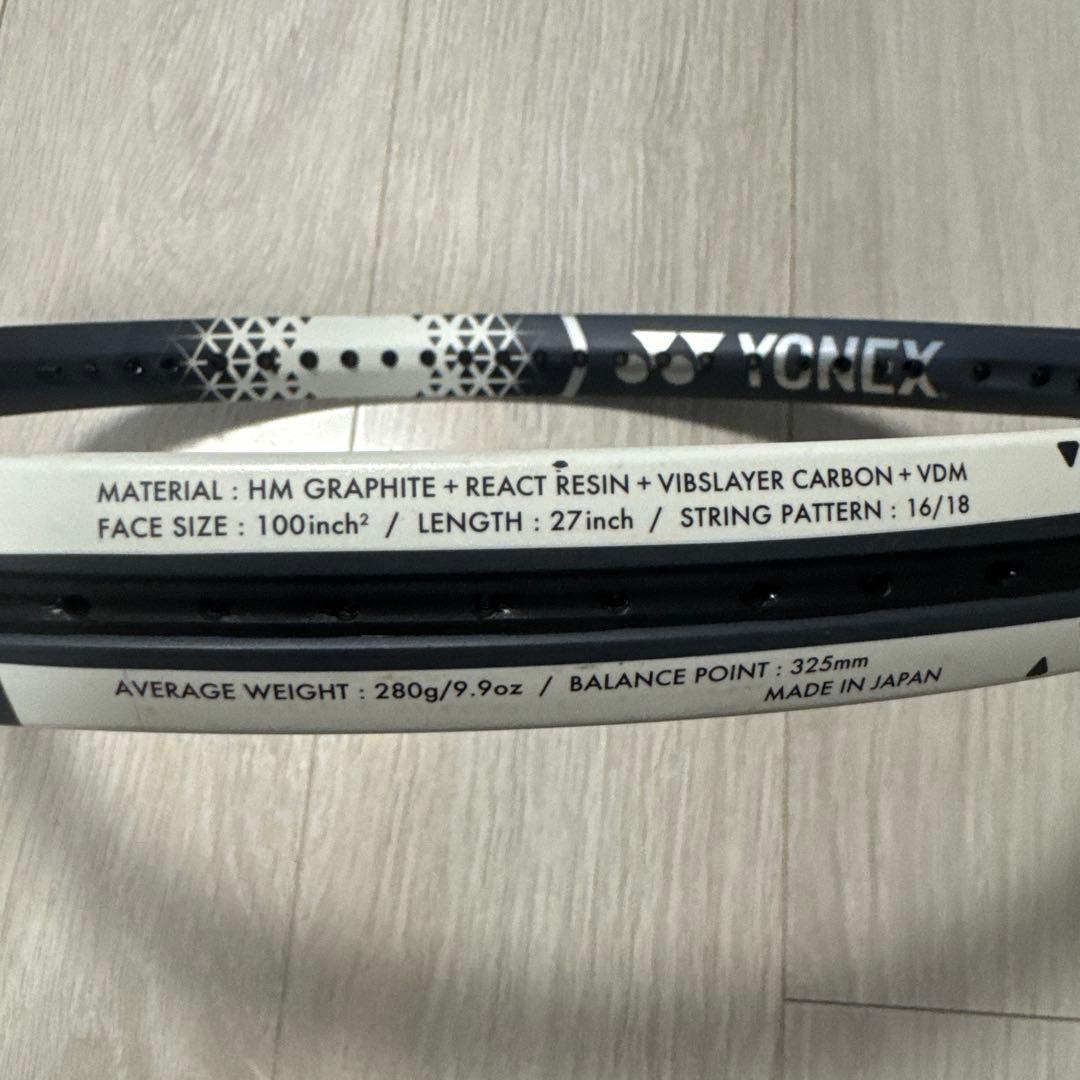 YONEX
MATERIAL : HM GRAPHITE + REACT RESIN + VIBSLAYER CARBON + VDM
FACE SIZE : 100inch² / LENGTH : 27inch / STRING PATTERN : 16/18
AVERAGE WEIGHT : 280g/9.9oz / BALANCE POINT : 325mm
MADE IN JAPAN